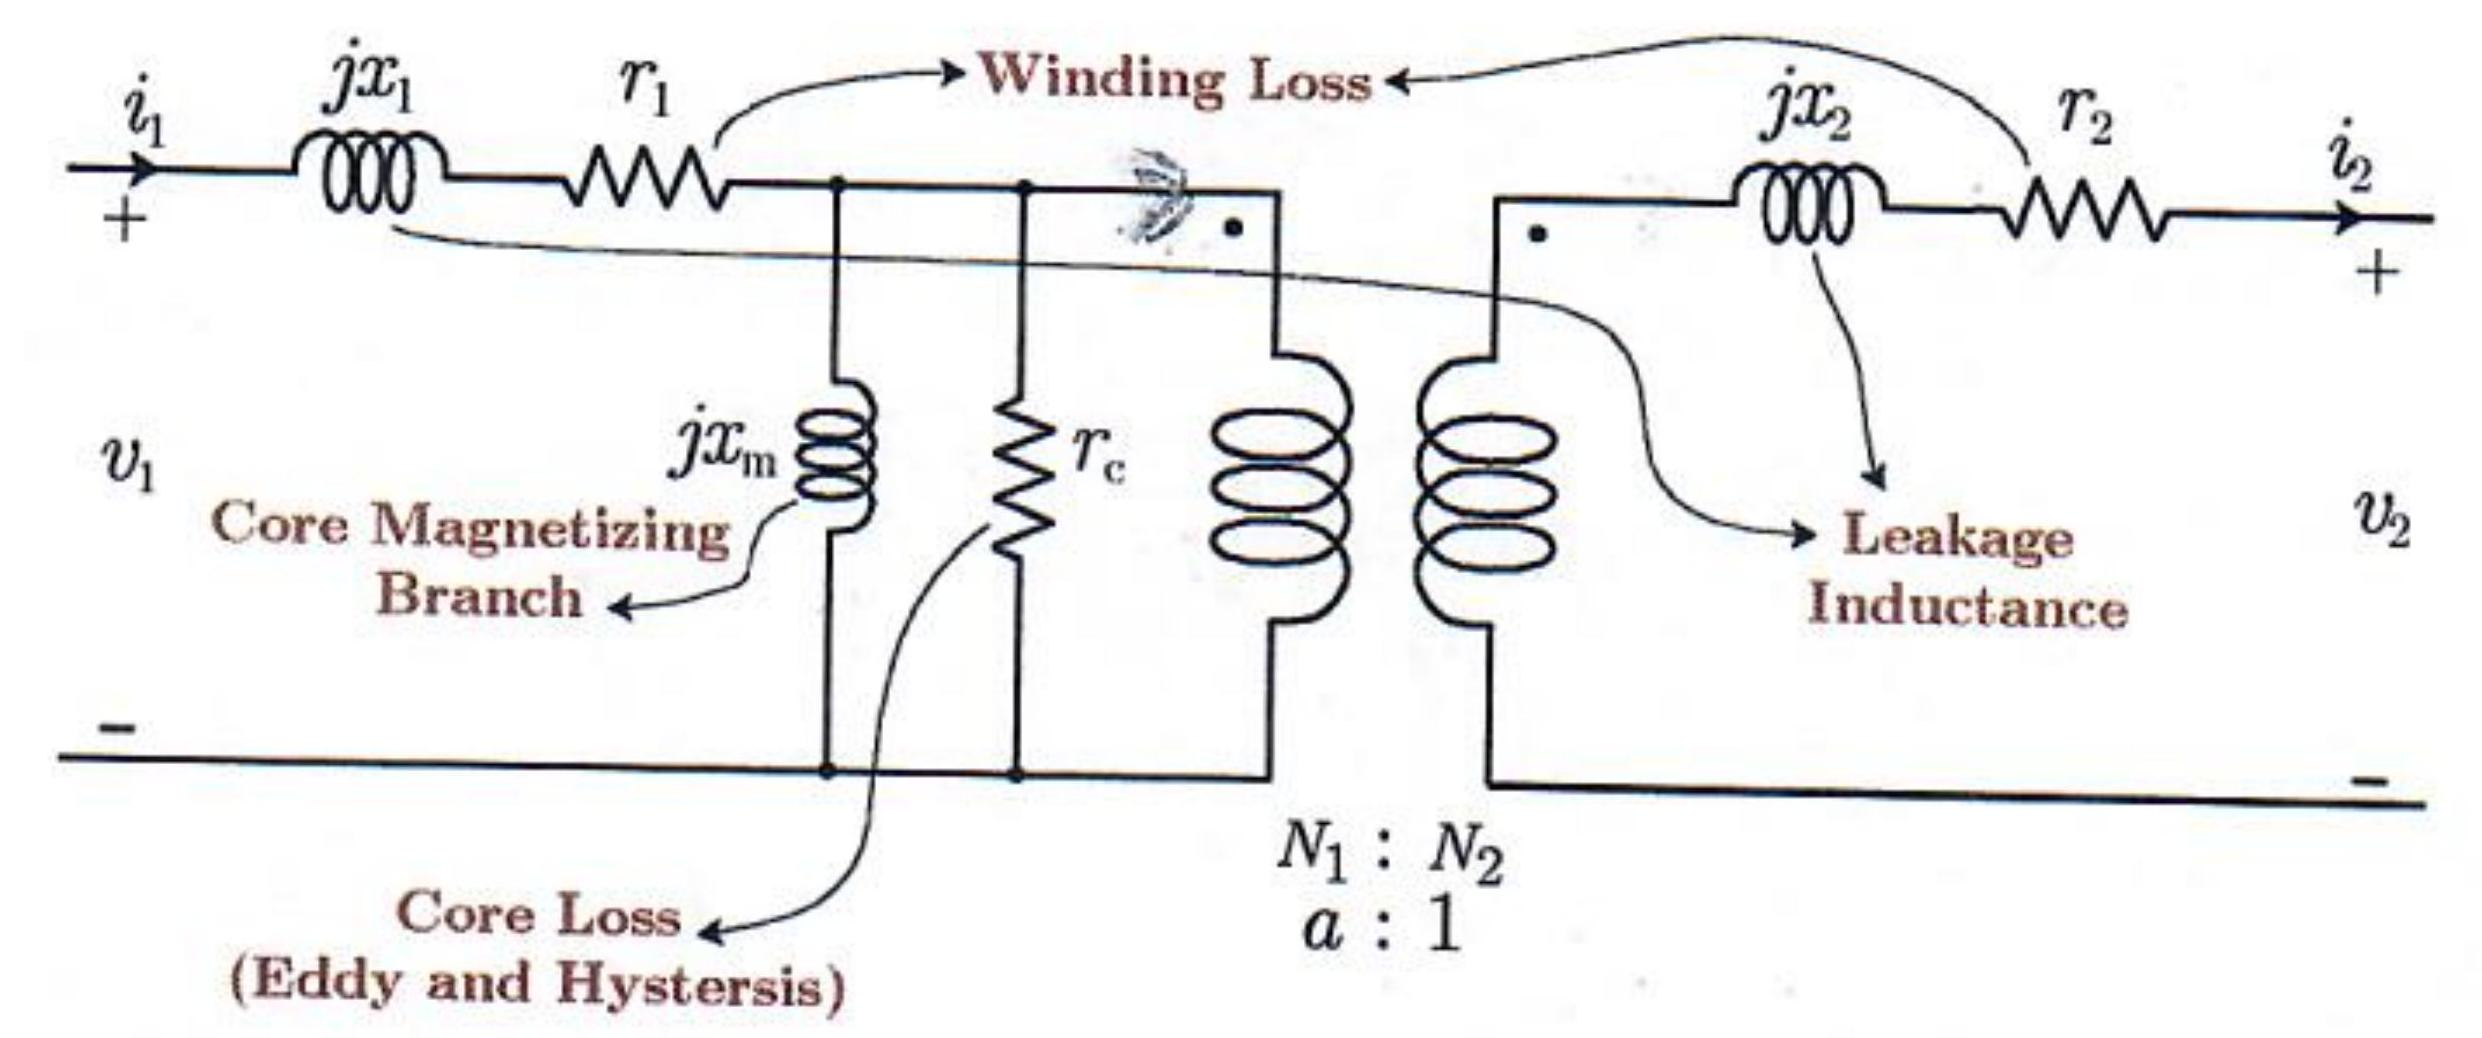 i₁
jx₁
r₁
Winding Loss
jx₂
r₂
i₂
+
+
v₁
jxₘ
r_c
v₂
Core Magnetizing
Branch
Leakage
Inductance
−
−
N₁ : N₂
a : 1
Core Loss
(Eddy and Hystersis)